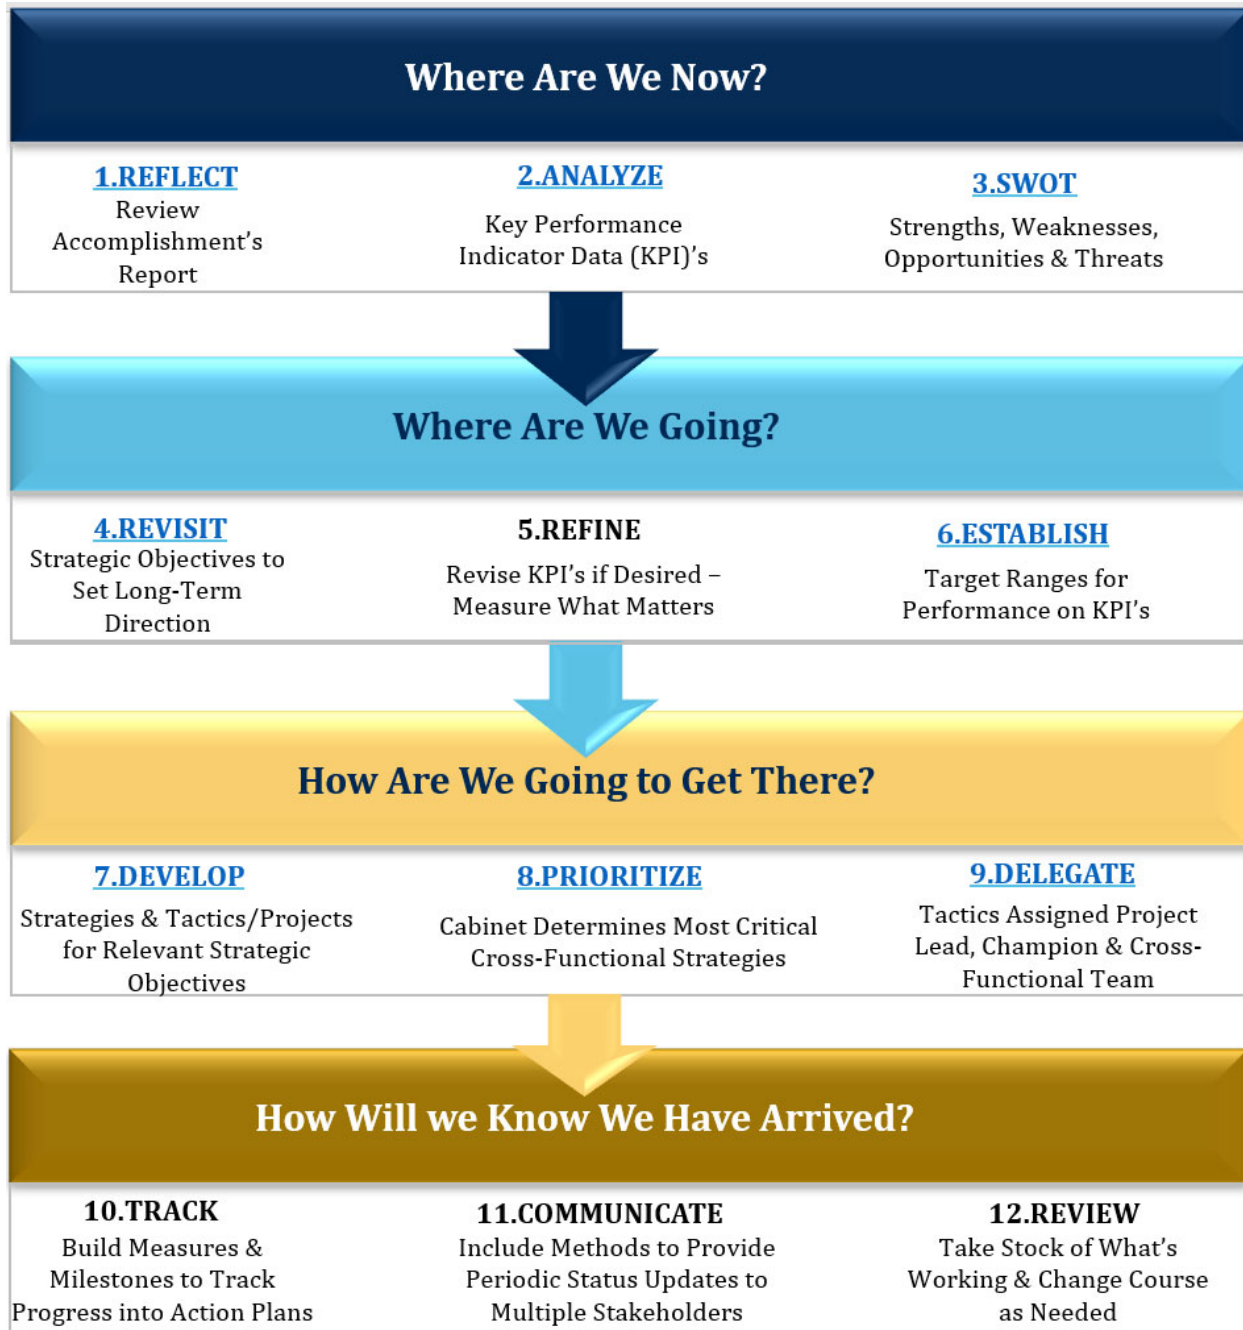 Where Are We Now?
1.REFLECT
Review
Accomplishment's
Report
2.ANALYZE
Key Performance
Indicator Data (KPI)'s
3.SWOT
Strengths, Weaknesses,
Opportunities & Threats
Where Are We Going?
4.REVISIT
Strategic Objectives to
Set Long-Term
Direction
5.REFINE
Revise KPI's if Desired –
Measure What Matters
6.ESTABLISH
Target Ranges for
Performance on KPI's
How Are We Going to Get There?
7.DEVELOP
Strategies & Tactics/Projects
for Relevant Strategic
Objectives
8.PRIORITIZE
Cabinet Determines Most Critical
Cross-Functional Strategies
9.DELEGATE
Tactics Assigned Project
Lead, Champion & Cross-
Functional Team
How Will we Know We Have Arrived?
10.TRACK
Build Measures &
Milestones to Track
Progress into Action Plans
11.COMMUNICATE
Include Methods to Provide
Periodic Status Updates to
Multiple Stakeholders
12.REVIEW
Take Stock of What's
Working & Change Course
as Needed